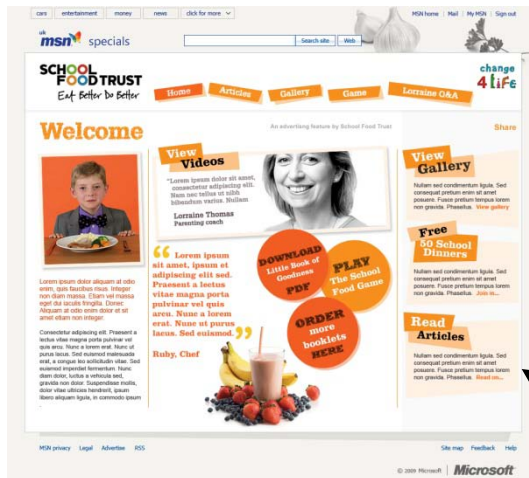 cars entertainment money news click for more
MSN home | Mail | My MSN | Sign out
uk
msn specials
Search site Web
SCHOOL
FOOD TRUST
Eat Better Do Better
Home
Articles
Gallery
Game
Lorraine Q&A
change
4LiFe
Welcome
An advertising feature by School Food Trust
Share
View
Videos
"Lorem ipsum dolor sit amet,
consectetur adipiscing elit.
Nam nec tellus ut nibh
bibendum varius. Nullam
Lorraine Thomas
Parenting coach
Lorem ipsum dolor aliquam at odio
enim, quis faucibus risus. Integer
non diam massa. Etiam vel massa
eget dui iaculis fringilla. Donec
Aliquam at odio enim dolor et sit
amet etiam non integer.
Consectetur adipiscing elit. Praesent a
lectus vitae magna porta pulvinar vel
quis arcu. Nunc a lorem erat. Nunc ut
purus lacus. Sed euismod malesuada
erat, a congue leo sollicitudin vitae. Sed
euismod imperdiet fermentum. Nunc
diam dolor, luctus a vehicula sed,
gravida non dolor. Suspendisse mollis,
dolor vitae ultricies hendrerit, ipsum
libero aliquam ligula, in commodo ipsum
“ Lorem ipsum
sit amet, ipsum et
adipiscing elit sed.
Praesent a lectus
vitae magna porta
pulvinar vel quis
arcu. Nunc a lorem
erat. Nunc ut purus
lacus. Sed euismod. ”
Ruby, Chef
DOWNLOAD
Little Book of
Goodness
PDF
PLAY
The School
Food Game
ORDER
more
booklets
HERE
View
Gallery
Nullam sed condimentum ligula. Sed
consequat pretium enim sit amet
posuere. Fusce pretium tempus lorem
non gravida. Phasellus. View gallery
Free
50 School
Dinners
Nullam sed condimentum ligula. Sed
consequat pretium enim sit amet
posuere. Fusce pretium tempus lorem
non gravida. Phasellus. Join in...
Read
Articles
Nullam sed condimentum ligula. Sed
consequat pretium enim sit amet
posuere. Fusce pretium tempus lorem
non gravida. Phasellus. Read on...
MSN privacy Legal Advertise RSS
Site map Feedback Help
© 2009 Microsoft | Microsoft